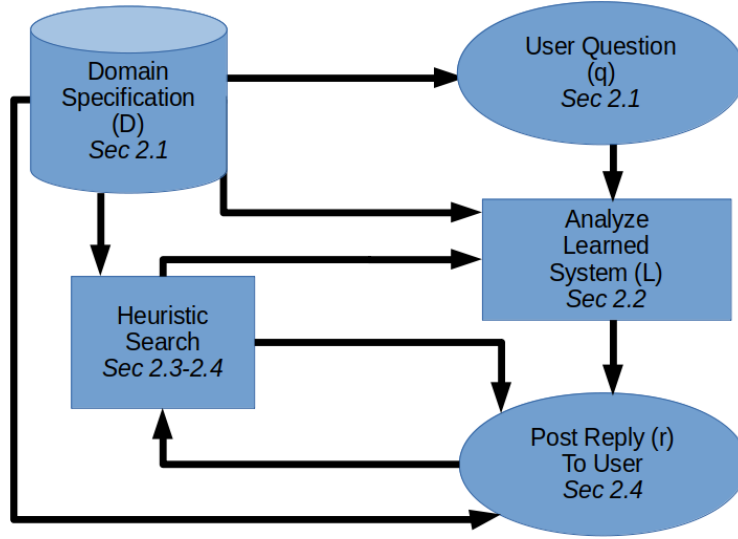 Domain
Specification
(D)
Sec 2.1
User Question
(q)
Sec 2.1
Analyze
Learned
System (L)
Sec 2.2
Heuristic
Search
Sec 2.3-2.4
Post Reply (r)
To User
Sec 2.4